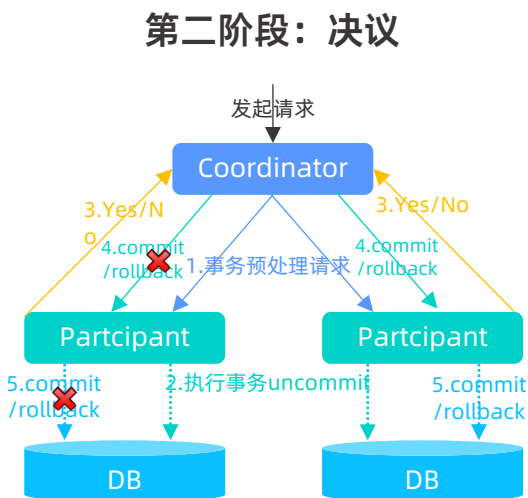 第二阶段：决议
发起请求
Coordinator
3.Yes/N
o
3.Yes/No
4.commit
/rollback
1.事务预处理请求
4.commit
/rollback
Partcipant
Partcipant
5.commit
/rollback
2.执行事务uncommit
5.commit
/rollback
DB
DB